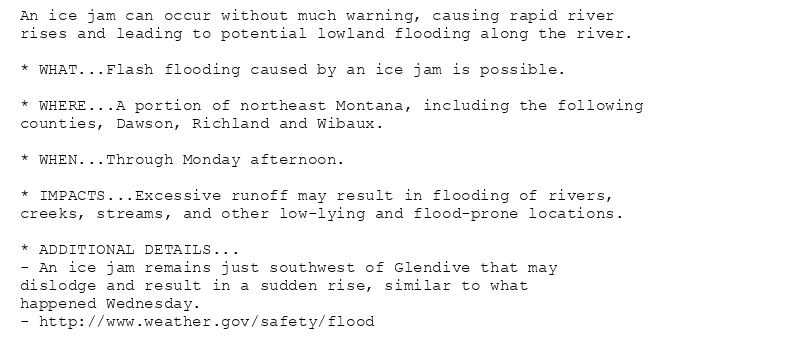 An ice jam can occur without much warning, causing rapid river
rises and leading to potential lowland flooding along the river.
* WHAT...Flash flooding caused by an ice jam is possible.
* WHERE...A portion of northeast Montana, including the following
counties, Dawson, Richland and Wibaux.
* WHEN...Through Monday afternoon.
* IMPACTS...Excessive runoff may result in flooding of rivers,
creeks, streams, and other low-lying and flood-prone locations.
* ADDITIONAL DETAILS...
- An ice jam remains just southwest of Glendive that may
dislodge and result in a sudden rise, similar to what
happened Wednesday.
- http://www.weather.gov/safety/flood